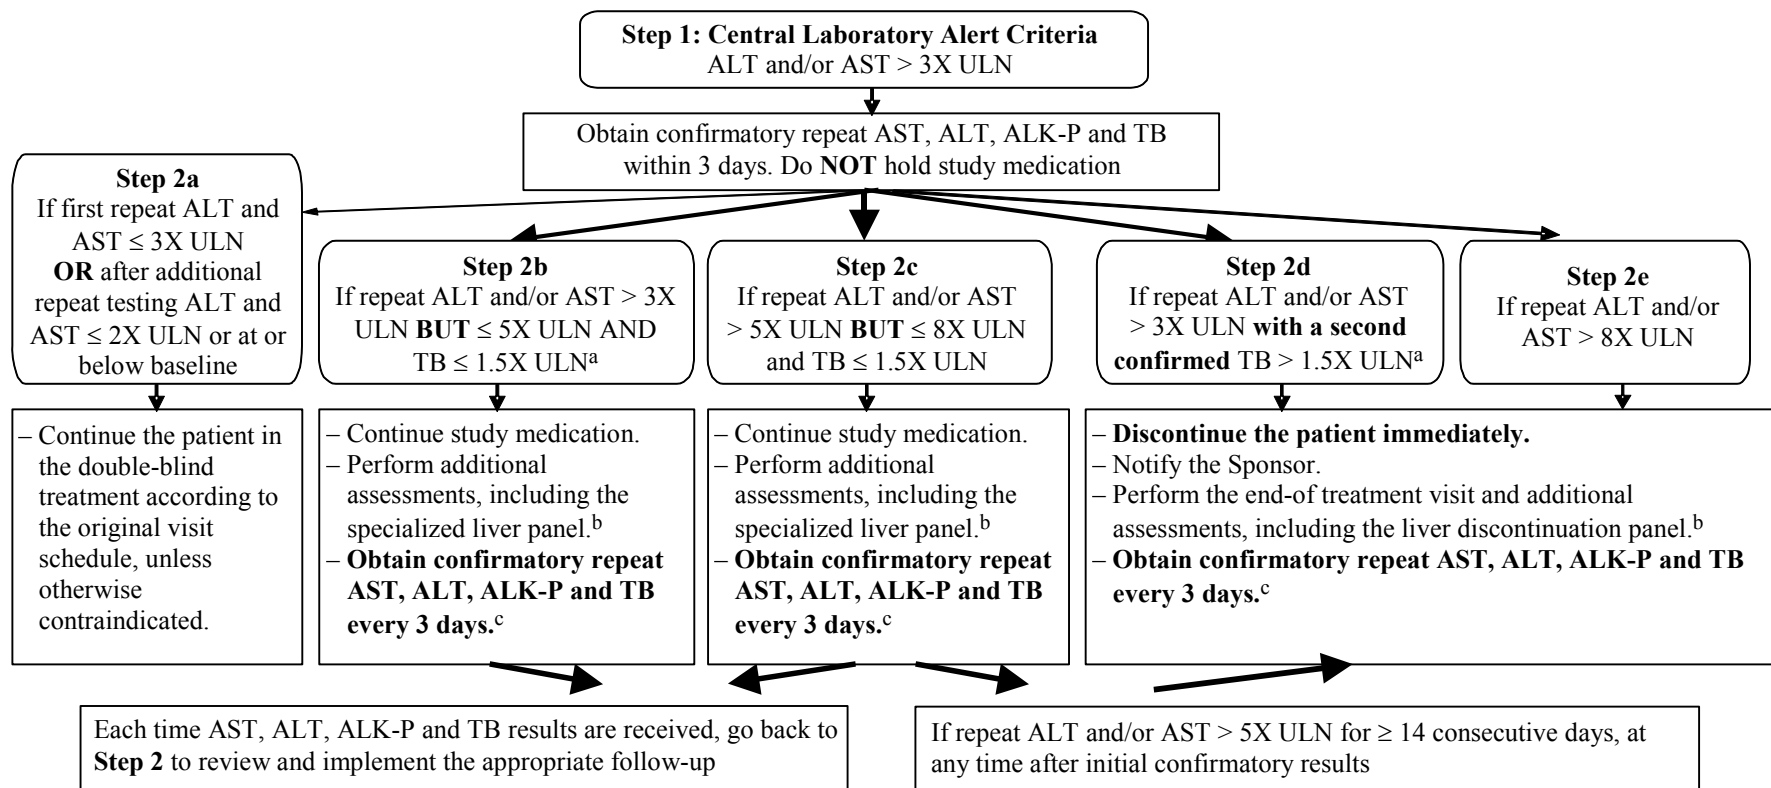 Step 1: Central Laboratory Alert Criteria
ALT and/or AST > 3X ULN
Obtain confirmatory repeat AST, ALT, ALK-P and TB
within 3 days. Do NOT hold study medication
Step 2a
If first repeat ALT and
AST ≤ 3X ULN
OR after additional
repeat testing ALT and
AST ≤ 2X ULN or at or
below baseline
Step 2b
If repeat ALT and/or AST > 3X
ULN BUT ≤ 5X ULN AND
TB ≤ 1.5X ULNa
Step 2c
If repeat ALT and/or AST
> 5X ULN BUT ≤ 8X ULN
and TB ≤ 1.5X ULN
Step 2d
If repeat ALT and/or AST
> 3X ULN with a second
confirmed TB > 1.5X ULNa
Step 2e
If repeat ALT and/or
AST > 8X ULN
– Continue the patient in
the double-blind
treatment according to
the original visit
schedule, unless
otherwise
contraindicated.
– Continue study medication.
– Perform additional
assessments, including the
specialized liver panel.b
– Obtain confirmatory repeat
AST, ALT, ALK-P and TB
every 3 days.c
– Continue study medication.
– Perform additional
assessments, including the
specialized liver panel.b
– Obtain confirmatory repeat
AST, ALT, ALK-P and TB
every 3 days.c
– Discontinue the patient immediately.
– Notify the Sponsor.
– Perform the end-of treatment visit and additional
assessments, including the liver discontinuation panel.b
– Obtain confirmatory repeat AST, ALT, ALK-P and TB
every 3 days.c
Each time AST, ALT, ALK-P and TB results are received, go back to
Step 2 to review and implement the appropriate follow-up
If repeat ALT and/or AST > 5X ULN for ≥ 14 consecutive days, at
any time after initial confirmatory results